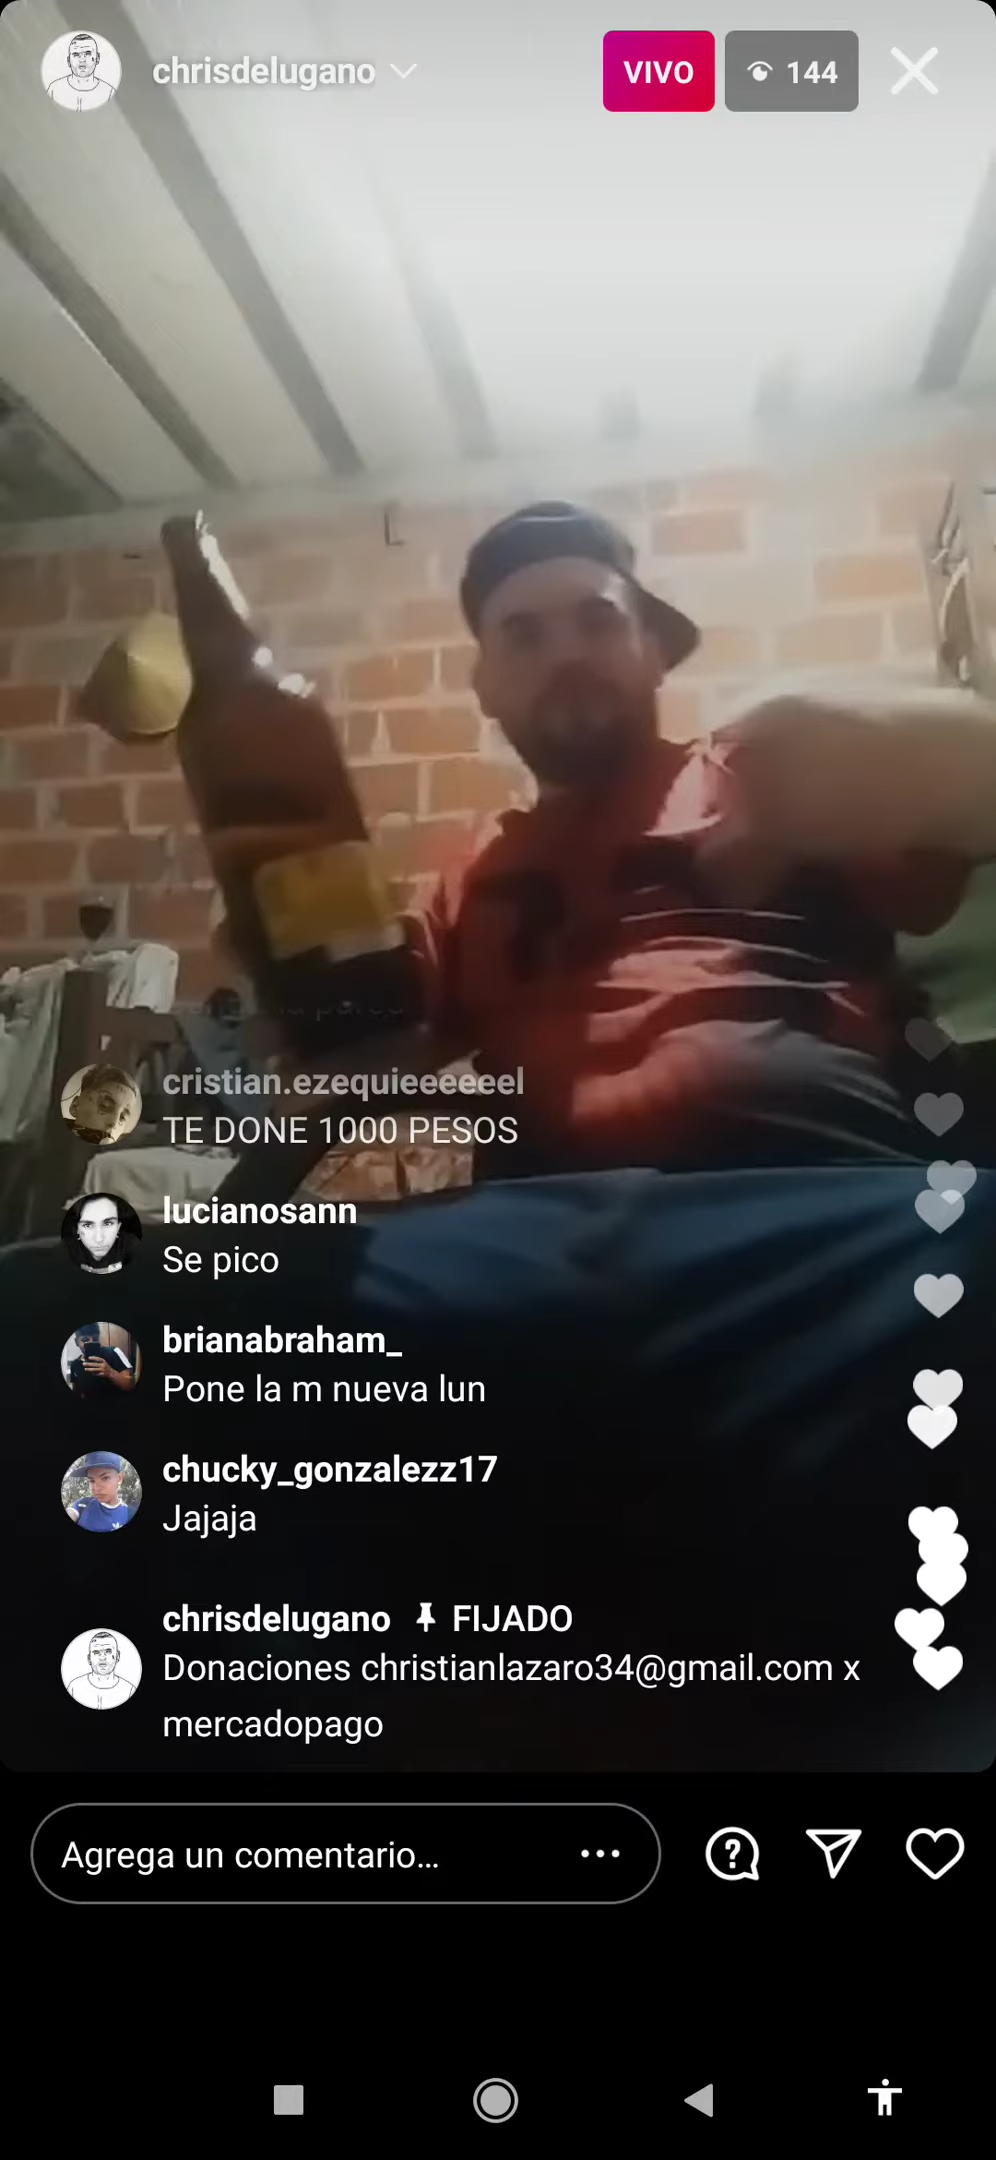 chrisdelugano
VIVO
144
cristian.ezequieeeeeel
TE DONE 1000 PESOS
lucianosann
Se pico
brianabraham_
Pone la m nueva lun
chucky_gonzalezz17
Jajaja
chrisdelugano FIJADO
Donaciones christianlazaro34@gmail.com x
mercadopago
Agrega un comentario...